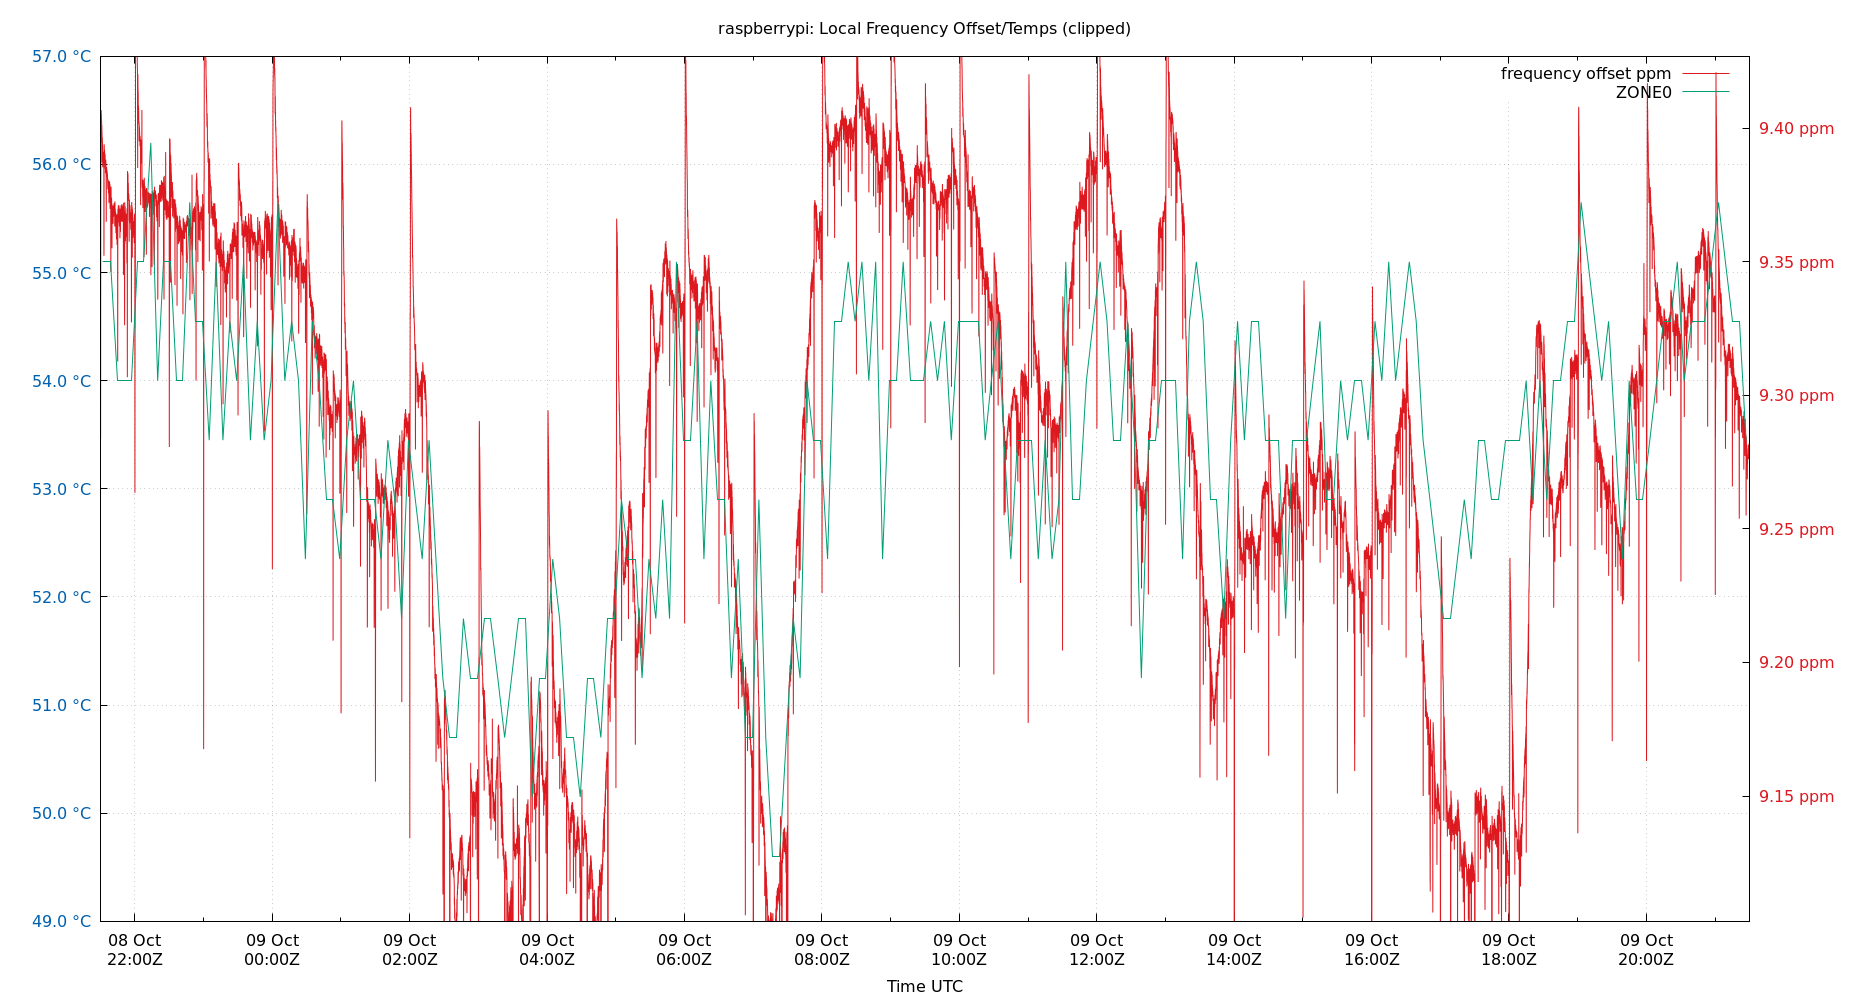 raspberrypi: Local Frequency Offset/Temps (clipped)
frequency offset ppm
ZONE0
57.0 °C
56.0 °C
55.0 °C
54.0 °C
53.0 °C
52.0 °C
51.0 °C
50.0 °C
49.0 °C
9.40 ppm
9.35 ppm
9.30 ppm
9.25 ppm
9.20 ppm
9.15 ppm
08 Oct
22:00Z
09 Oct
00:00Z
09 Oct
02:00Z
09 Oct
04:00Z
09 Oct
06:00Z
09 Oct
08:00Z
09 Oct
10:00Z
09 Oct
12:00Z
09 Oct
14:00Z
09 Oct
16:00Z
09 Oct
18:00Z
09 Oct
20:00Z
Time UTC